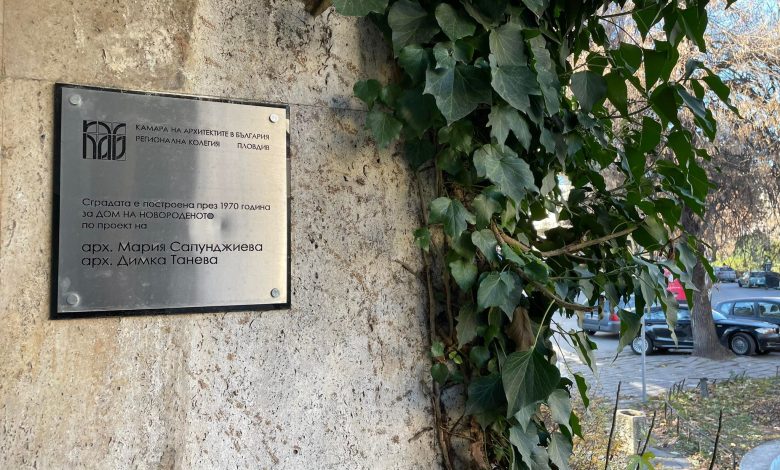 КАБ
КАМАРА НА АРХИТЕКТИТЕ В БЪЛГАРИЯ
РЕГИОНАЛНА КОЛЕГИЯ ПЛОВДИВ
Сградата е построена през 1970 година
за ДОМ НА НОВОРОДЕНОТО
по проект на
арх. Мария Сапунджиева
арх. Димка Танева